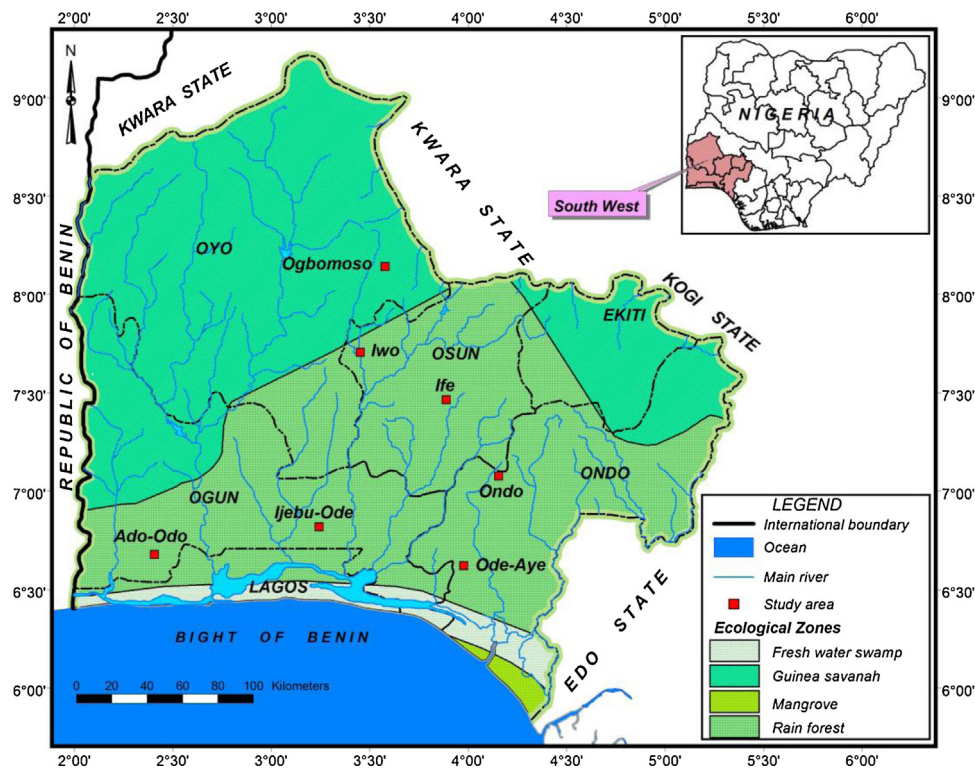 2°00' 2°30' 3°00' 3°30' 4°00' 4°30' 5°00' 5°30' 6°00'
N
9°00'
8°30'
8°00'
7°30'
7°00'
6°30'
6°00'
KWARA STATE
KWARA STATE
KOGI STATE
EDO STATE
REPUBLIC OF BENIN
NIGERIA
South West
OYO
Ogbomoso
EKITI
Iwo
OSUN
Ife
Ondo
ONDO
OGUN
Ijebu-Ode
Ado-Odo
Ode-Aye
LAGOS
BIGHT OF BENIN
0 20 40 60 80 100 Kilometers
LEGEND
International boundary
Ocean
Main river
Study area
Ecological Zones
Fresh water swamp
Guinea savanah
Mangrove
Rain forest
9°00'
8°30'
8°00'
7°30'
7°00'
6°30'
6°00'
2°00' 2°30' 3°00' 3°30' 4°00' 4°30' 5°00' 5°30' 6°00'